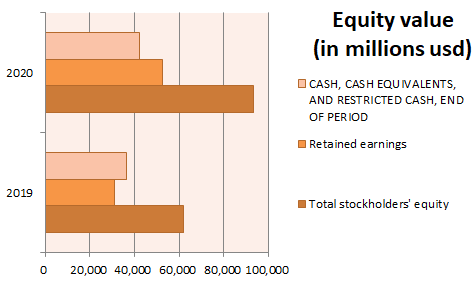 Equity value
(in millions usd)
2020
2019
CASH, CASH EQUIVALENTS,
AND RESTRICTED CASH, END
OF PERIOD
Retained earnings
Total stockholders' equity
0 20,000 40,000 60,000 80,000 100,000